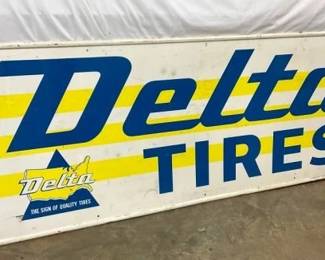 Delta
TIRES
Delta
THE SIGN OF QUALITY TIRES